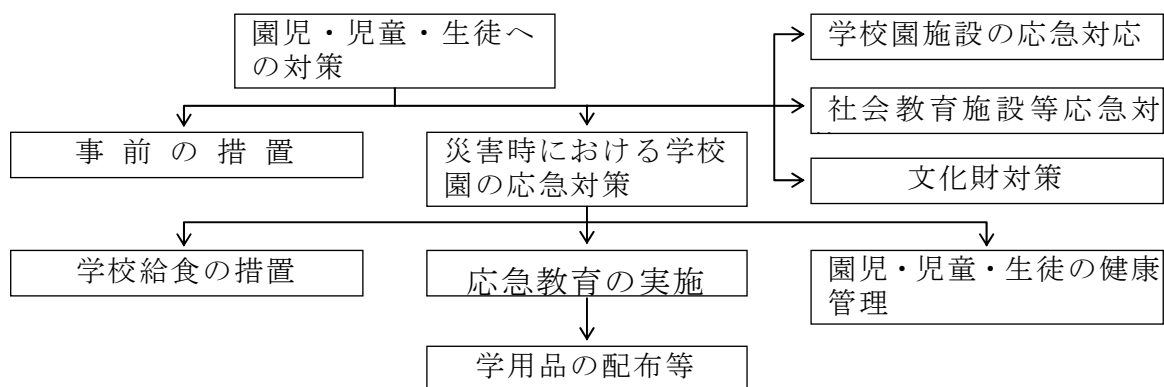 園児・児童・生徒へ
の対策
学校園施設の応急対応
社会教育施設等応急対
事前の措置
災害時における学校
園の応急対策
文化財対策
学校給食の措置
応急教育の実施
園児・児童・生徒の健康
管理
学用品の配布等